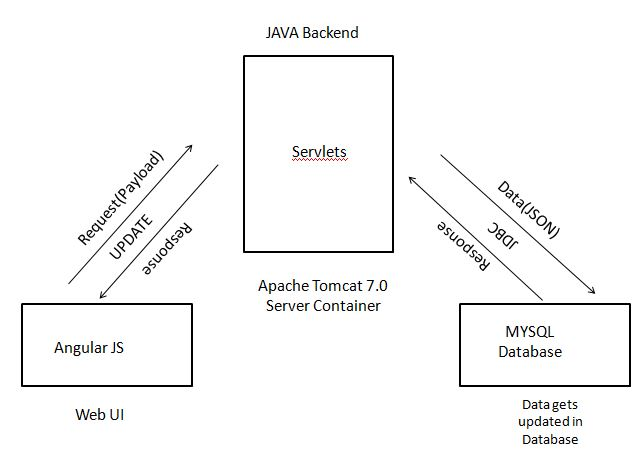 JAVA Backend
Servlets
Request(Payload)
UPDATE
Response
Data(JSON)
JDBC
Response
Apache Tomcat 7.0
Server Container
Angular JS
Web UI
MYSQL
Database
Data gets
updated in
Database